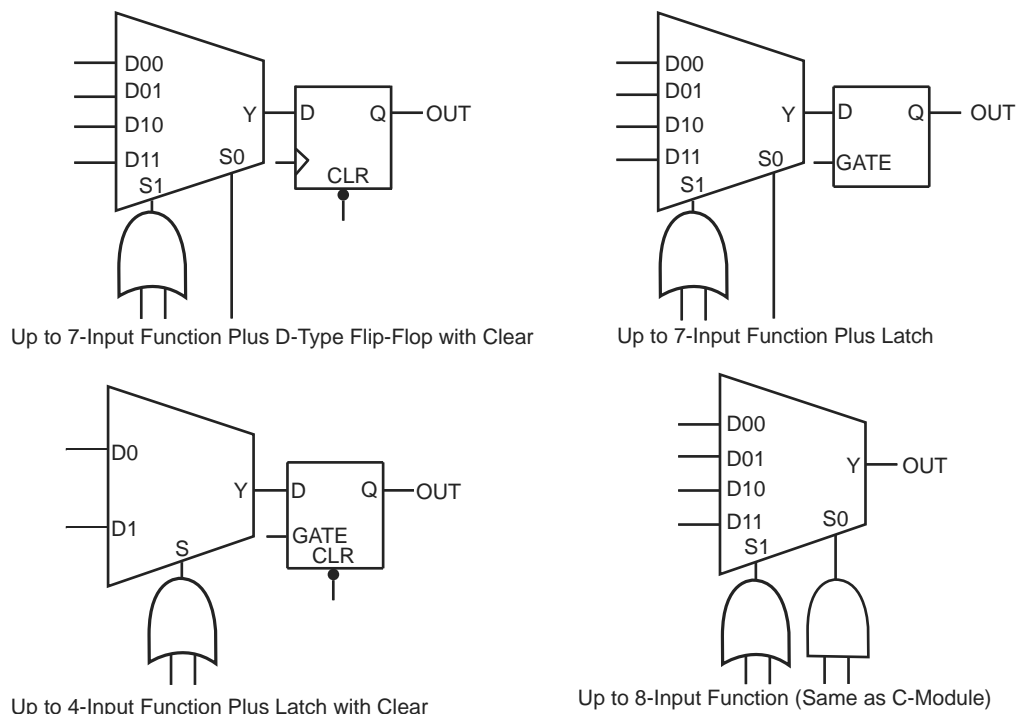 D00
D01
D10
D11
Y
S0
S1
D
Q
CLR
OUT
Up to 7-Input Function Plus D-Type Flip-Flop with Clear
D00
D01
D10
D11
Y
S0
S1
D
Q
GATE
OUT
Up to 7-Input Function Plus Latch
D0
D1
Y
S
D
Q
GATE
CLR
OUT
Up to 4-Input Function Plus Latch with Clear
D00
D01
D10
D11
Y
OUT
S0
S1
Up to 8-Input Function (Same as C-Module)